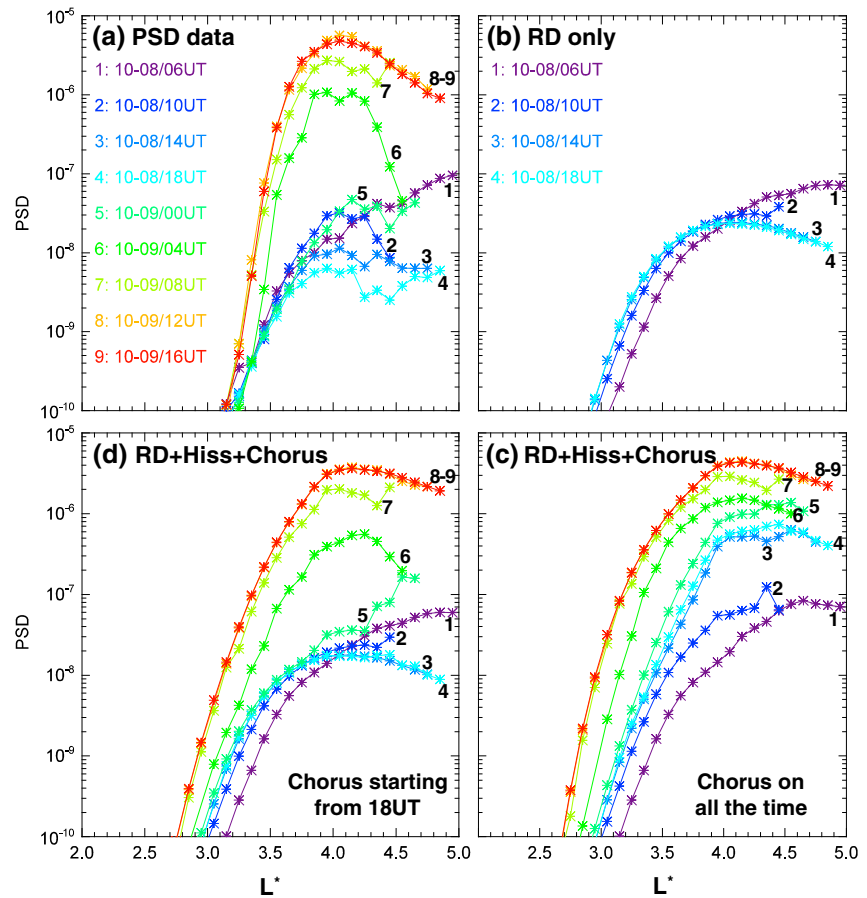 (a) PSD data
1: 10-08/06UT
2: 10-08/10UT
3: 10-08/14UT
4: 10-08/18UT
5: 10-09/00UT
6: 10-09/04UT
7: 10-09/08UT
8: 10-09/12UT
9: 10-09/16UT
8-9
7
6
5
1
2
3
4
PSD
10⁻⁵
10⁻⁶
10⁻⁷
10⁻⁸
10⁻⁹
10⁻¹⁰
(b) RD only
1: 10-08/06UT
2: 10-08/10UT
3: 10-08/14UT
4: 10-08/18UT
1
2
3
4
(d) RD+Hiss+Chorus
8-9
7
6
5
1
2
3
4
Chorus starting
from 18UT
PSD
10⁻⁵
10⁻⁶
10⁻⁷
10⁻⁸
10⁻⁹
10⁻¹⁰
2.0 2.5 3.0 3.5 4.0 4.5 5.0
L*
(c) RD+Hiss+Chorus
8-9
7
5
6
4
3
2
1
Chorus on
all the time
3.0 3.5 4.0 4.5 5.0
L*